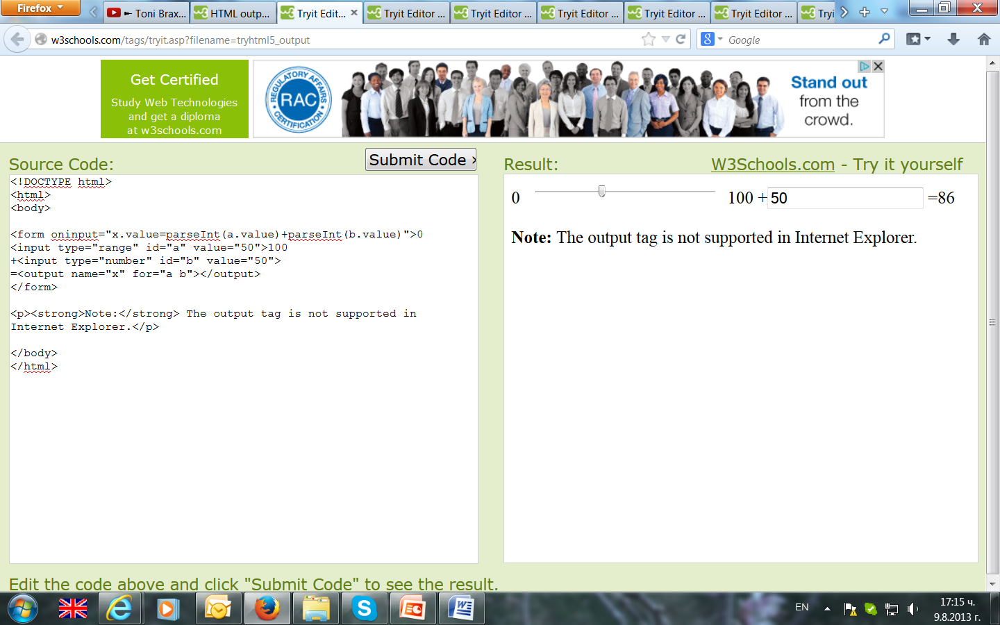 Firefox
► Toni Brax...
HTML outp...
Tryit Edit...
Tryit Editor ...
Tryit Editor ...
Tryit Editor ...
Tryit Editor ...
Tryit Editor ...
Tryi
w3schools.com/tags/tryit.asp?filename=tryhtml5_output
Google
Get Certified
Study Web Technologies
and get a diploma
at w3schools.com
REGULATORY AFFAIRS
RAC
CERTIFICATION
Stand out
from the
crowd.
Source Code:
Submit Code ›
Result:
W3Schools.com - Try it yourself
<!DOCTYPE html>
<html>
<body>
<form oninput="x.value=parseInt(a.value)+parseInt(b.value)">0
<input type="range" id="a" value="50">100
+<input type="number" id="b" value="50">
=<output name="x" for="a b"></output>
</form>
<p><strong>Note:</strong> The output tag is not supported in
Internet Explorer.</p>
</body>
</html>
0 100 + 50 =86
Note: The output tag is not supported in Internet Explorer.
Edit the code above and click "Submit Code" to see the result.
EN
17:15 ч.
9.8.2013 г.